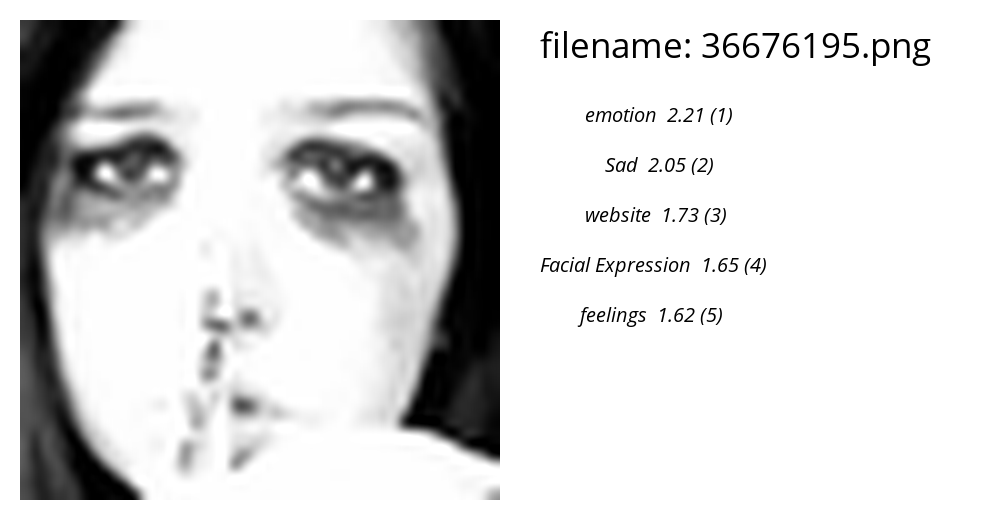 filename: 36676195.png
emotion 2.21 (1)
Sad 2.05 (2)
website 1.73 (3)
Facial Expression 1.65 (4)
feelings 1.62 (5)